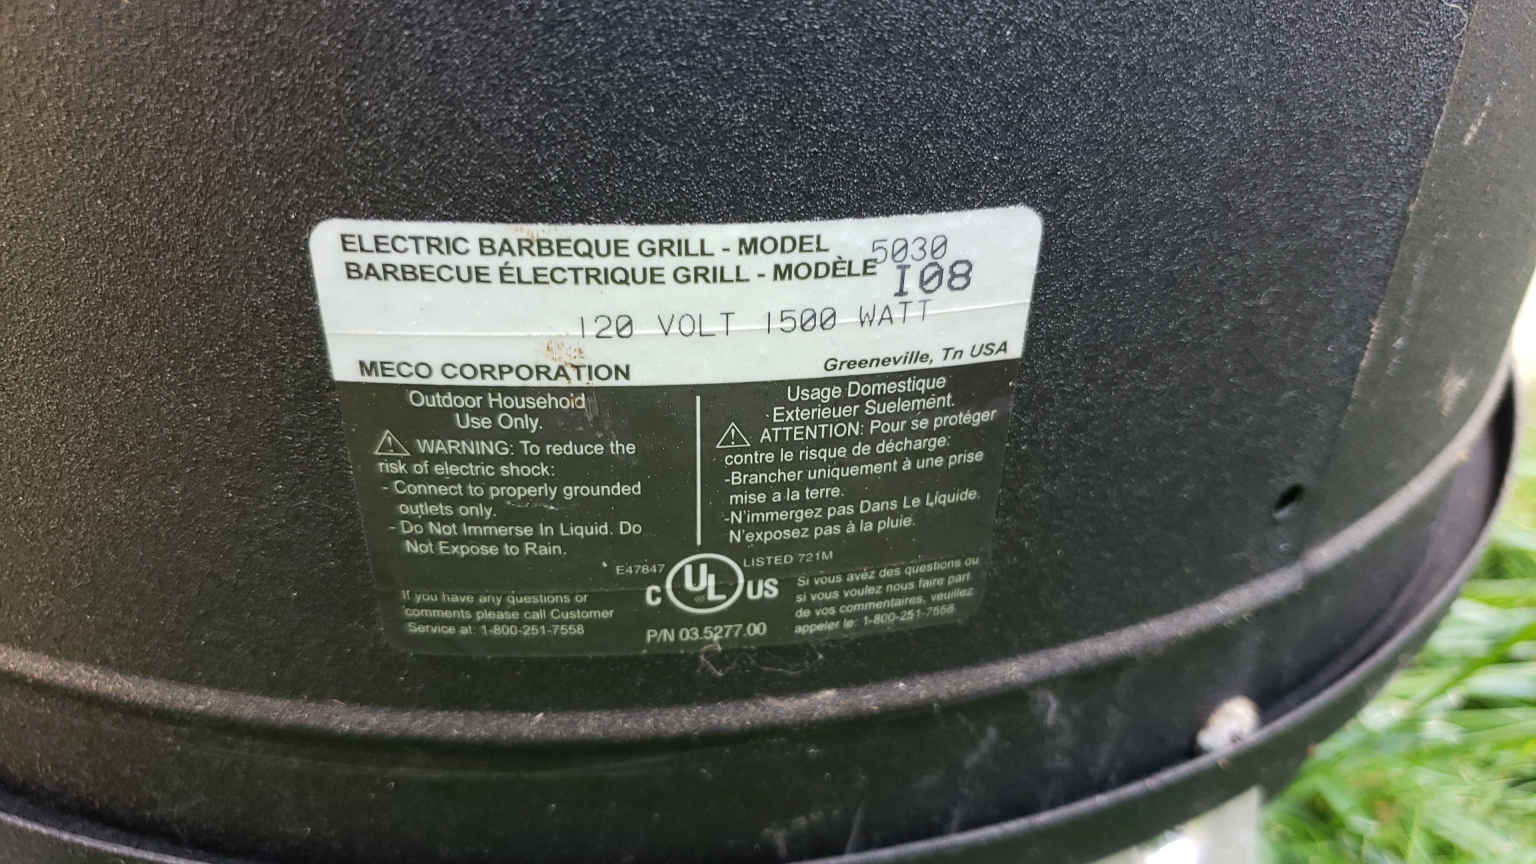 ELECTRIC BARBEQUE GRILL - MODEL 5030
BARBECUE ÉLECTRIQUE GRILL - MODÈLE I08
120 VOLT 1500 WATT
MECO CORPORATION
Greeneville, Tn USA
Outdoor Household
Use Only.
WARNING: To reduce the
risk of electric shock:
- Connect to properly grounded
outlets only.
- Do Not Immerse In Liquid. Do
Not Expose to Rain.
Usage Domestique
Exterieuer Suelement.
ATTENTION: Pour se protéger
contre le risque de décharge:
-Brancher uniquement à une prise
mise a la terre.
-N'immergez pas Dans Le Liquide.
N'exposez pas à la pluie.
E47847
C UL US
LISTED 721M
If you have any questions or
comments please call Customer
Service at: 1-800-251-7558
P/N 03.5277.00
Si vous avéz des questions ou
si vous voulez nous faire part
de vos commentaires, veuillez
appeler le: 1-800-251-7558